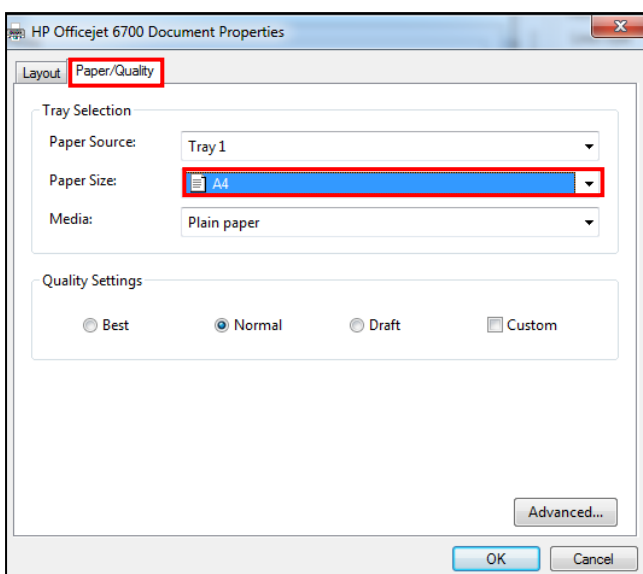 HP Officejet 6700 Document Properties
Layout Paper/Quality
Tray Selection
Paper Source: Tray 1
Paper Size: A4
Media: Plain paper
Quality Settings
Best Normal Draft Custom
Advanced...
OK Cancel